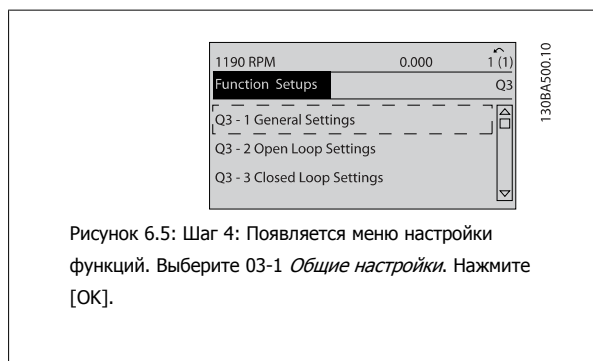 1190 RPM 0.000 1 (1)
Function Setups Q3
Q3 - 1 General Settings
Q3 - 2 Open Loop Settings
Q3 - 3 Closed Loop Settings
130BA500.10
Рисунок 6.5: Шаг 4: Появляется меню настройки
функций. Выберите 03-1 Общие настройки. Нажмите
[OK].